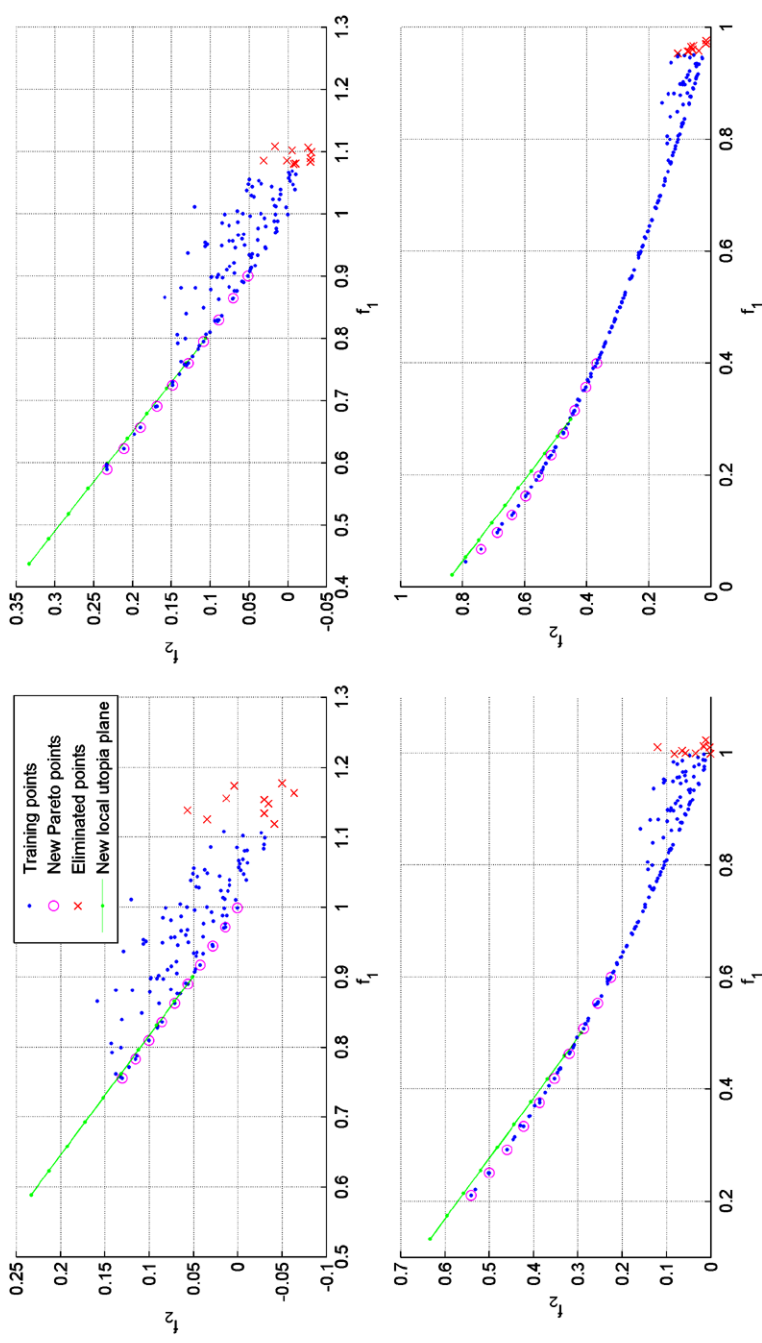 0.25
0.2
0.15
0.1
0.05
0
-0.05
-0.1
f2
Training points
New Pareto points
Eliminated points
New local utopia plane
0.5 0.6 0.7 0.8 0.9 1 1.1 1.2 1.3
f1
0.35
0.3
0.25
0.2
0.15
0.1
0.05
0
-0.05
f2
0.4 0.5 0.6 0.7 0.8 0.9 1 1.1 1.2 1.3
f1
0.7
0.6
0.5
0.4
0.3
0.2
0.1
0
f2
0.2 0.4 0.6 0.8 1
f1
1
0.8
0.6
0.4
0.2
0
f2
0 0.2 0.4 0.6 0.8 1
f1